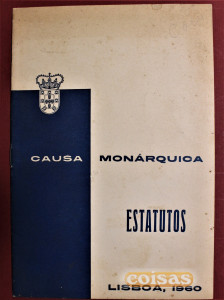 CAUSA MONÁRQUICA
ESTATUTOS
coisas
LISBOA, 1960